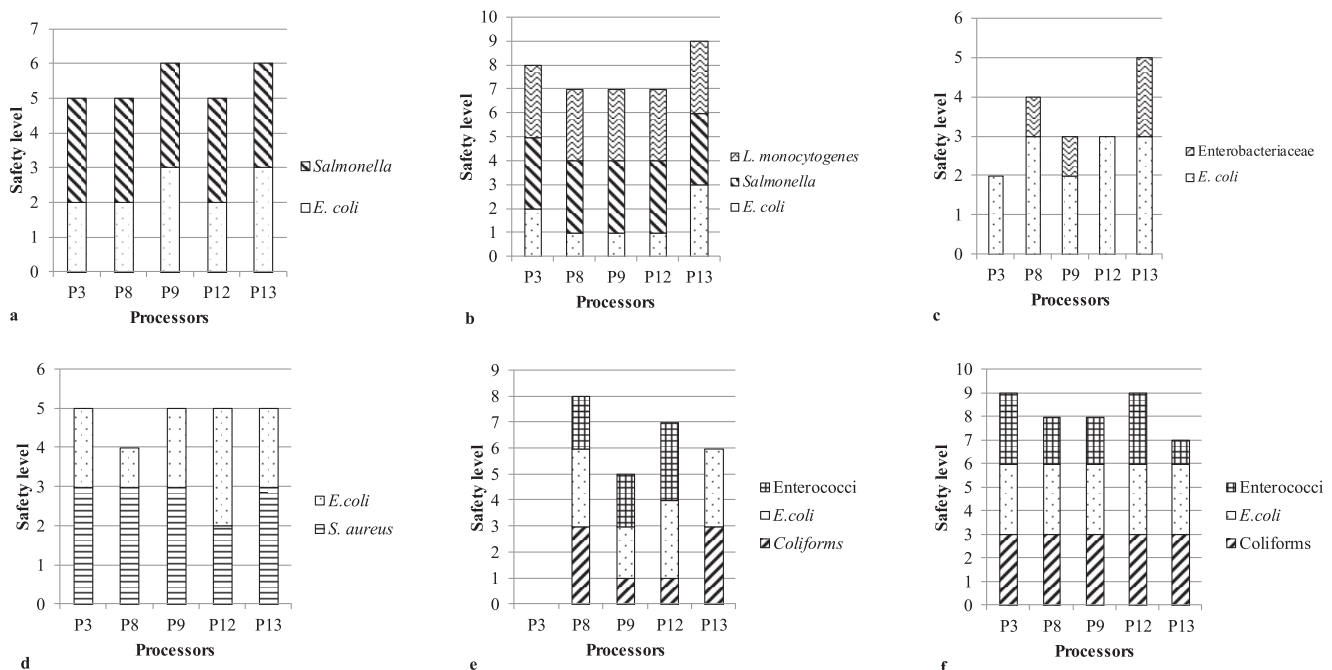 7
6
5
4
3
2
1
0
Safety level
P3 P8 P9 P12 P13
Processors
Salmonella
E. coli
a
10
9
8
7
6
5
4
3
2
1
0
Safety level
P3 P8 P9 P12 P13
Processors
L. monocytogenes
Salmonella
E. coli
b
6
5
4
3
2
1
0
Safety level
P3 P8 P9 P12 P13
Processors
Enterobacteriaceae
E. coli
c
6
5
4
3
2
1
0
Safety level
P3 P8 P9 P12 P13
Processors
E.coli
S. aureus
d
9
8
7
6
5
4
3
2
1
0
Safety level
P3 P8 P9 P12 P13
Processors
Enterococci
E.coli
Coliforms
e
10
9
8
7
6
5
4
3
2
1
0
Safety level
P3 P8 P9 P12 P13
Processors
Enterococci
E.coli
Coliforms
f